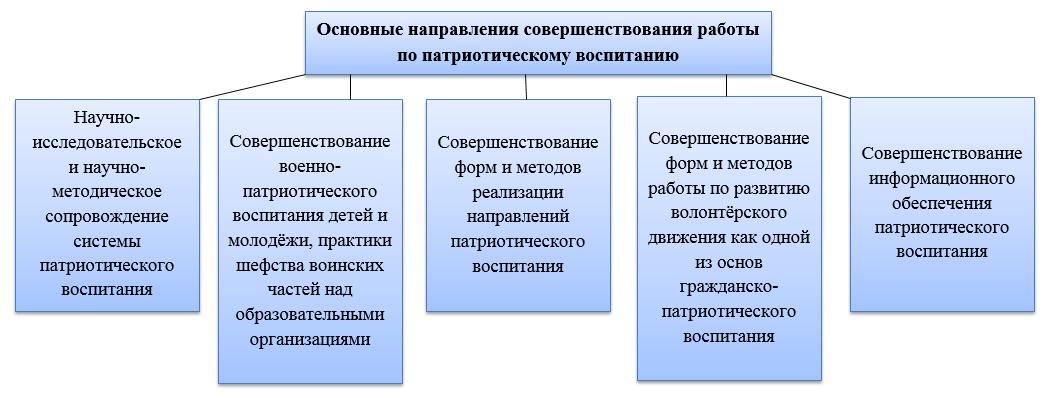 Основные направления совершенствования работы
по патриотическому воспитанию
Научно-
исследовательское
и научно-
методическое
сопровождение
системы
патриотического
воспитания
Совершенствование
военно-
патриотического
воспитания детей и
молодёжи, практики
шефства воинских
частей над
образовательными
организациями
Совершенствование
форм и методов
реализации
направлений
патриотического
воспитания
Совершенствование
форм и методов
работы по развитию
волонтёрского
движения как одной
из основ
гражданско-
патриотического
воспитания
Совершенствование
информационного
обеспечения
патриотического
воспитания